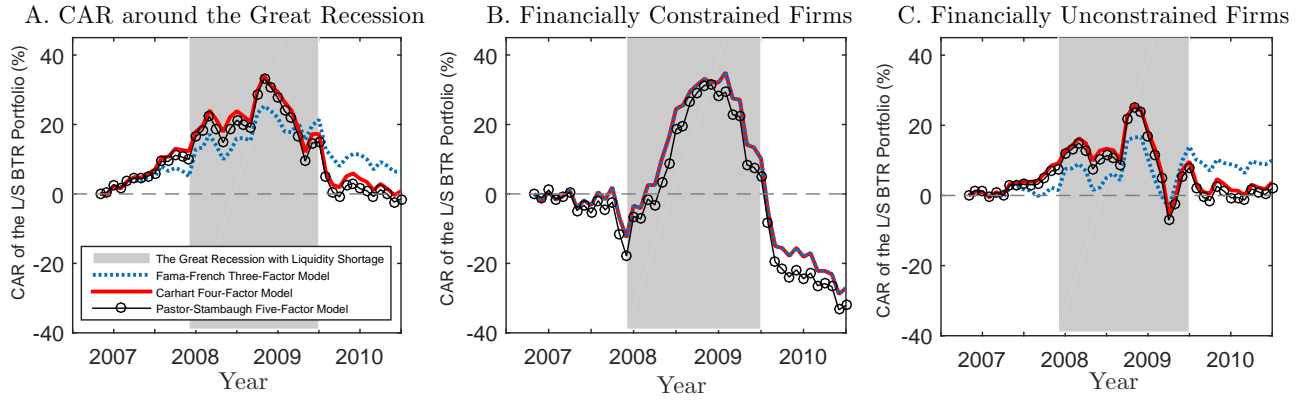 A. CAR around the Great Recession
CAR of the L/S BTR Portfolio (%)
40
20
0
-20
-40
The Great Recession with Liquidity Shortage
Fama-French Three-Factor Model
Carhart Four-Factor Model
Pastor-Stambaugh Five-Factor Model
2007 2008 2009 2010
Year
B. Financially Constrained Firms
CAR of the L/S BTR Portfolio (%)
40
20
0
-20
-40
2007 2008 2009 2010
Year
C. Financially Unconstrained Firms
CAR of the L/S BTR Portfolio (%)
40
20
0
-20
-40
2007 2008 2009 2010
Year